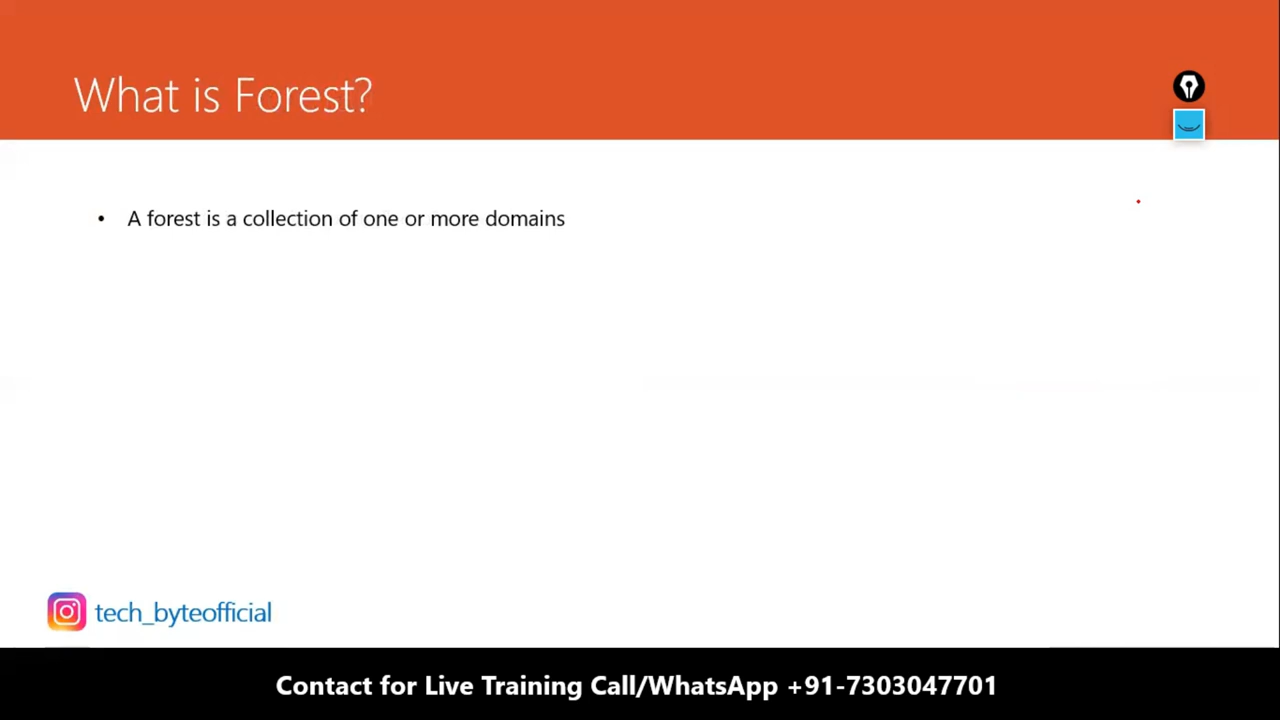 What is Forest?
• A forest is a collection of one or more domains
tech_byteofficial
Contact for Live Training Call/WhatsApp +91-7303047701